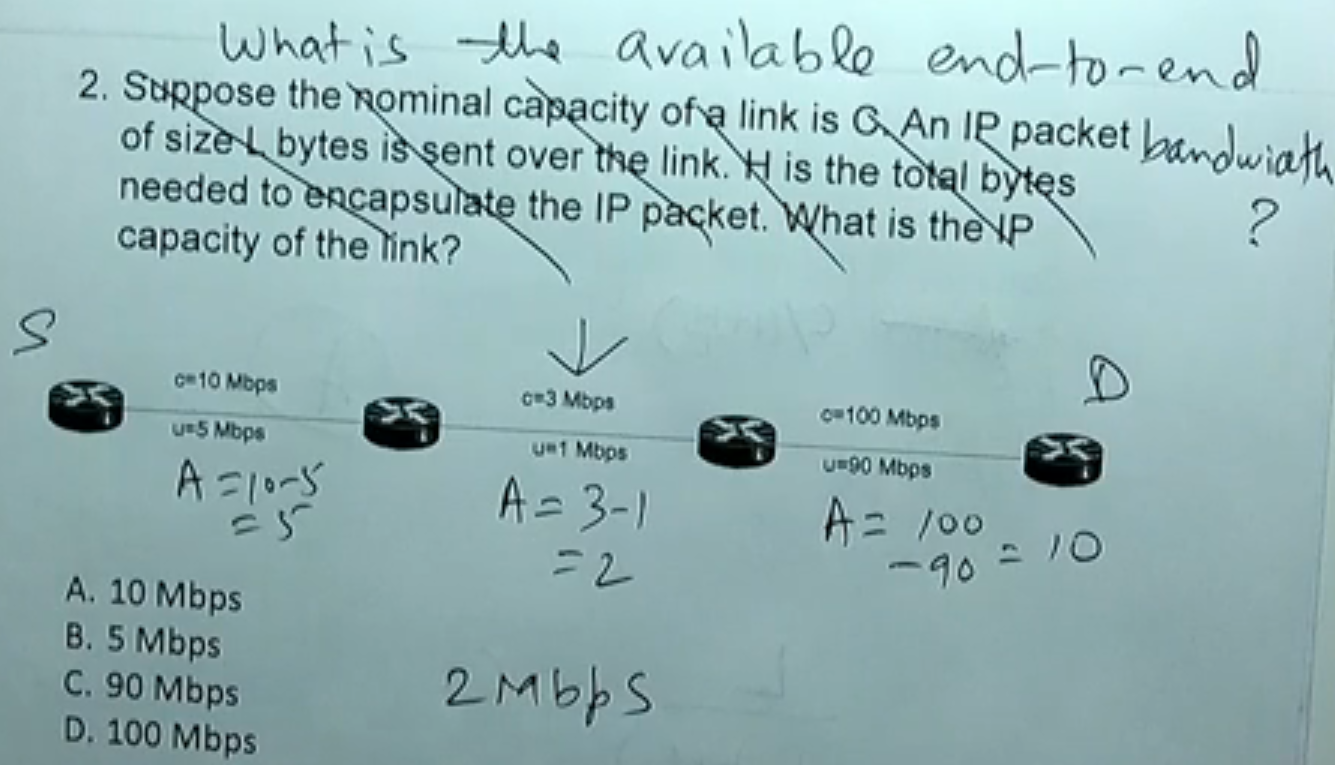 What is the available end-to-end
bandwidth
?
2. Suppose the nominal capacity of a link is C. An IP packet
of size L bytes is sent over the link. H is the total bytes
needed to encapsulate the IP packet. What is the IP
capacity of the link?
S
D
c=10 Mbps
u=5 Mbps
A=10-5
=5
c=3 Mbps
u=1 Mbps
A=3-1
=2
c=100 Mbps
u=90 Mbps
A= 100
-90 = 10
A. 10 Mbps
B. 5 Mbps
C. 90 Mbps
D. 100 Mbps
2 Mbps